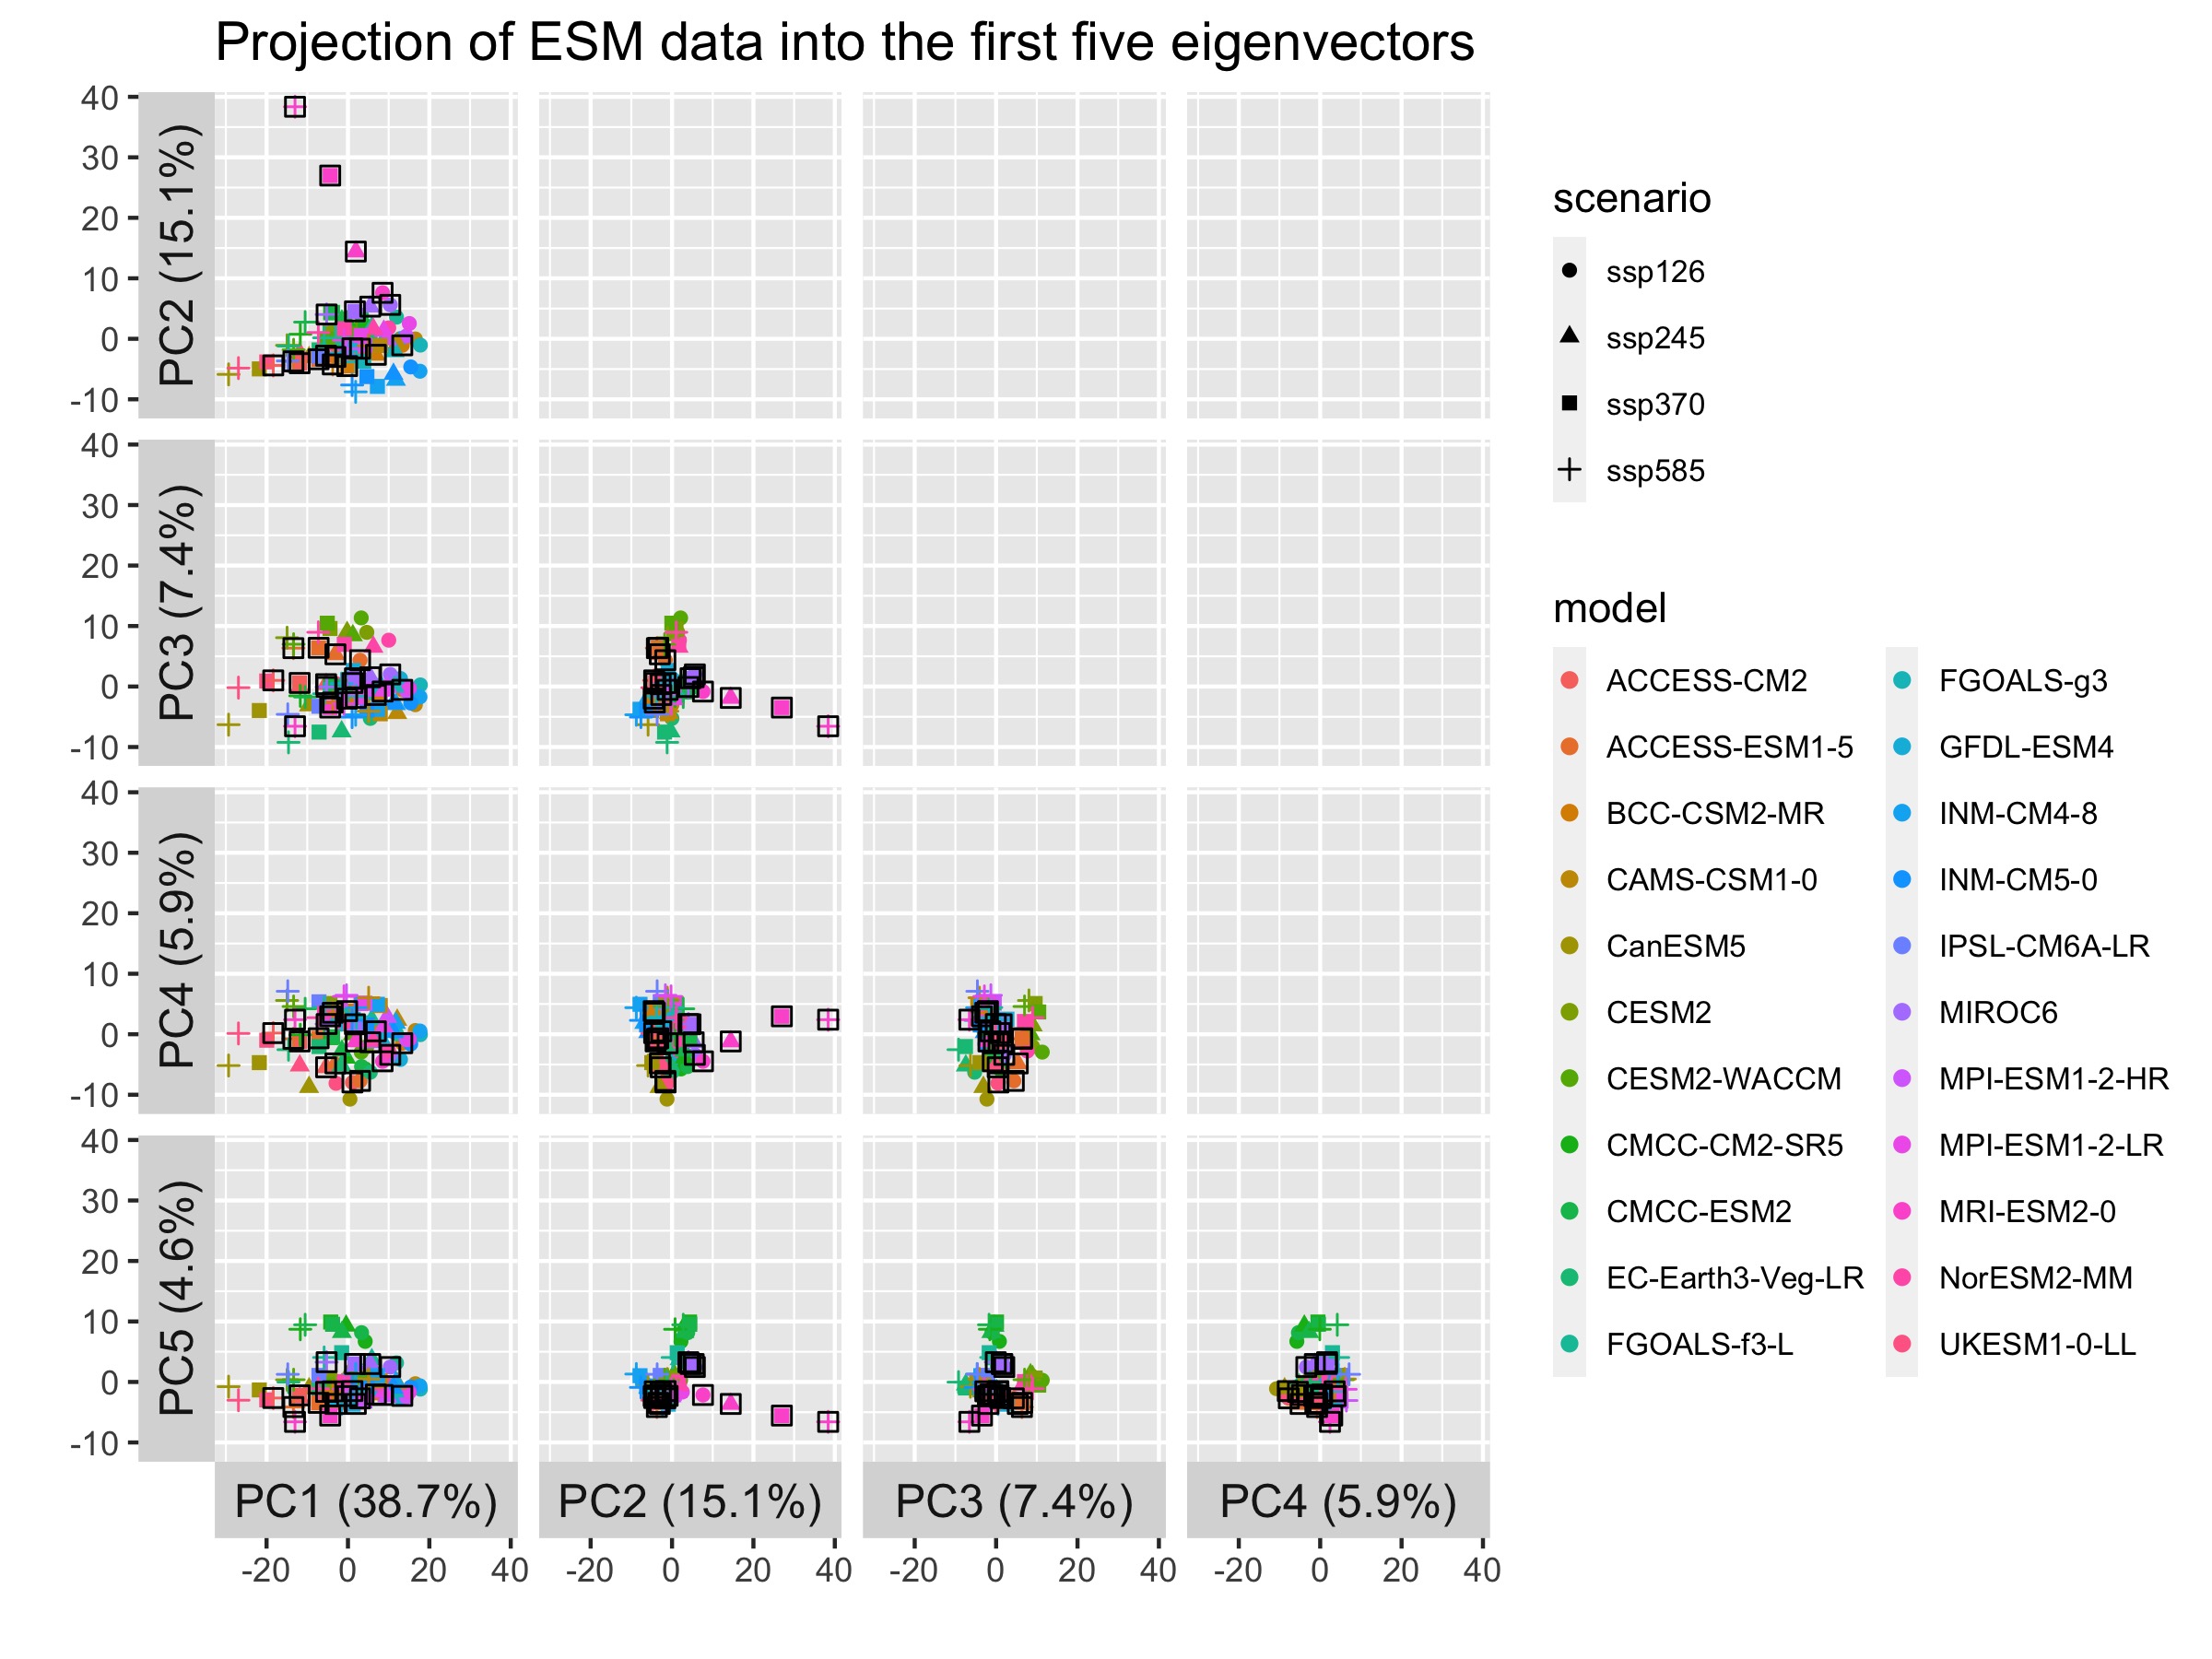 Projection of ESM data into the first five eigenvectors
40
30
20
10
0
-10
PC2 (15.1%)
40
30
20
10
0
-10
PC3 (7.4%)
40
30
20
10
0
-10
PC4 (5.9%)
40
30
20
10
0
-10
PC5 (4.6%)
PC1 (38.7%) PC2 (15.1%) PC3 (7.4%) PC4 (5.9%)
-20 0 20 40 -20 0 20 40 -20 0 20 40 -20 0 20 40
scenario
ssp126
ssp245
ssp370
ssp585
model
ACCESS-CM2
ACCESS-ESM1-5
BCC-CSM2-MR
CAMS-CSM1-0
CanESM5
CESM2
CESM2-WACCM
CMCC-CM2-SR5
CMCC-ESM2
EC-Earth3-Veg-LR
FGOALS-f3-L
FGOALS-g3
GFDL-ESM4
INM-CM4-8
INM-CM5-0
IPSL-CM6A-LR
MIROC6
MPI-ESM1-2-HR
MPI-ESM1-2-LR
MRI-ESM2-0
NorESM2-MM
UKESM1-0-LL